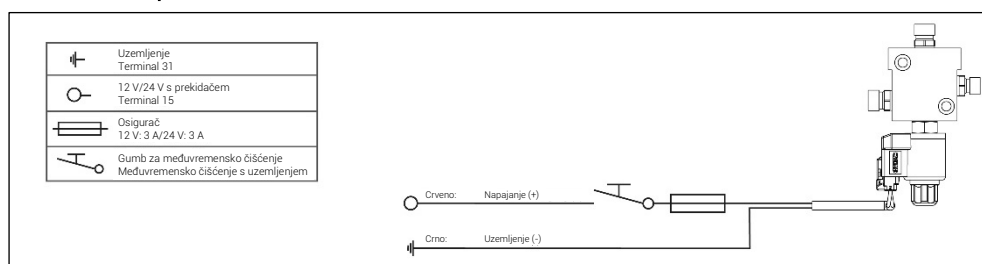 Uzemljenje
Terminal 31
12 V/24 V s prekidačem
Terminal 15
Osigurač
12 V: 3 A/24 V: 3 A
Gumb za međuvremensko čišćenje
Međuvremensko čišćenje s uzemljenjem
Crveno: Napajanje (+)
Crno: Uzemljenje (-)